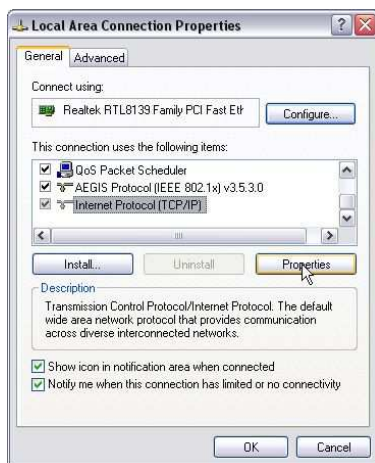 Local Area Connection Properties
General Advanced
Connect using:
Realtek RTL8139 Family PCI Fast Eth
Configure...
This connection uses the following items:
QoS Packet Scheduler
AEGIS Protocol (IEEE 802.1x) v3.5.3.0
Internet Protocol (TCP/IP)
Install... Uninstall Properties
Description
Transmission Control Protocol/Internet Protocol. The default
wide area network protocol that provides communication
across diverse interconnected networks.
Show icon in notification area when connected
Notify me when this connection has limited or no connectivity
OK Cancel